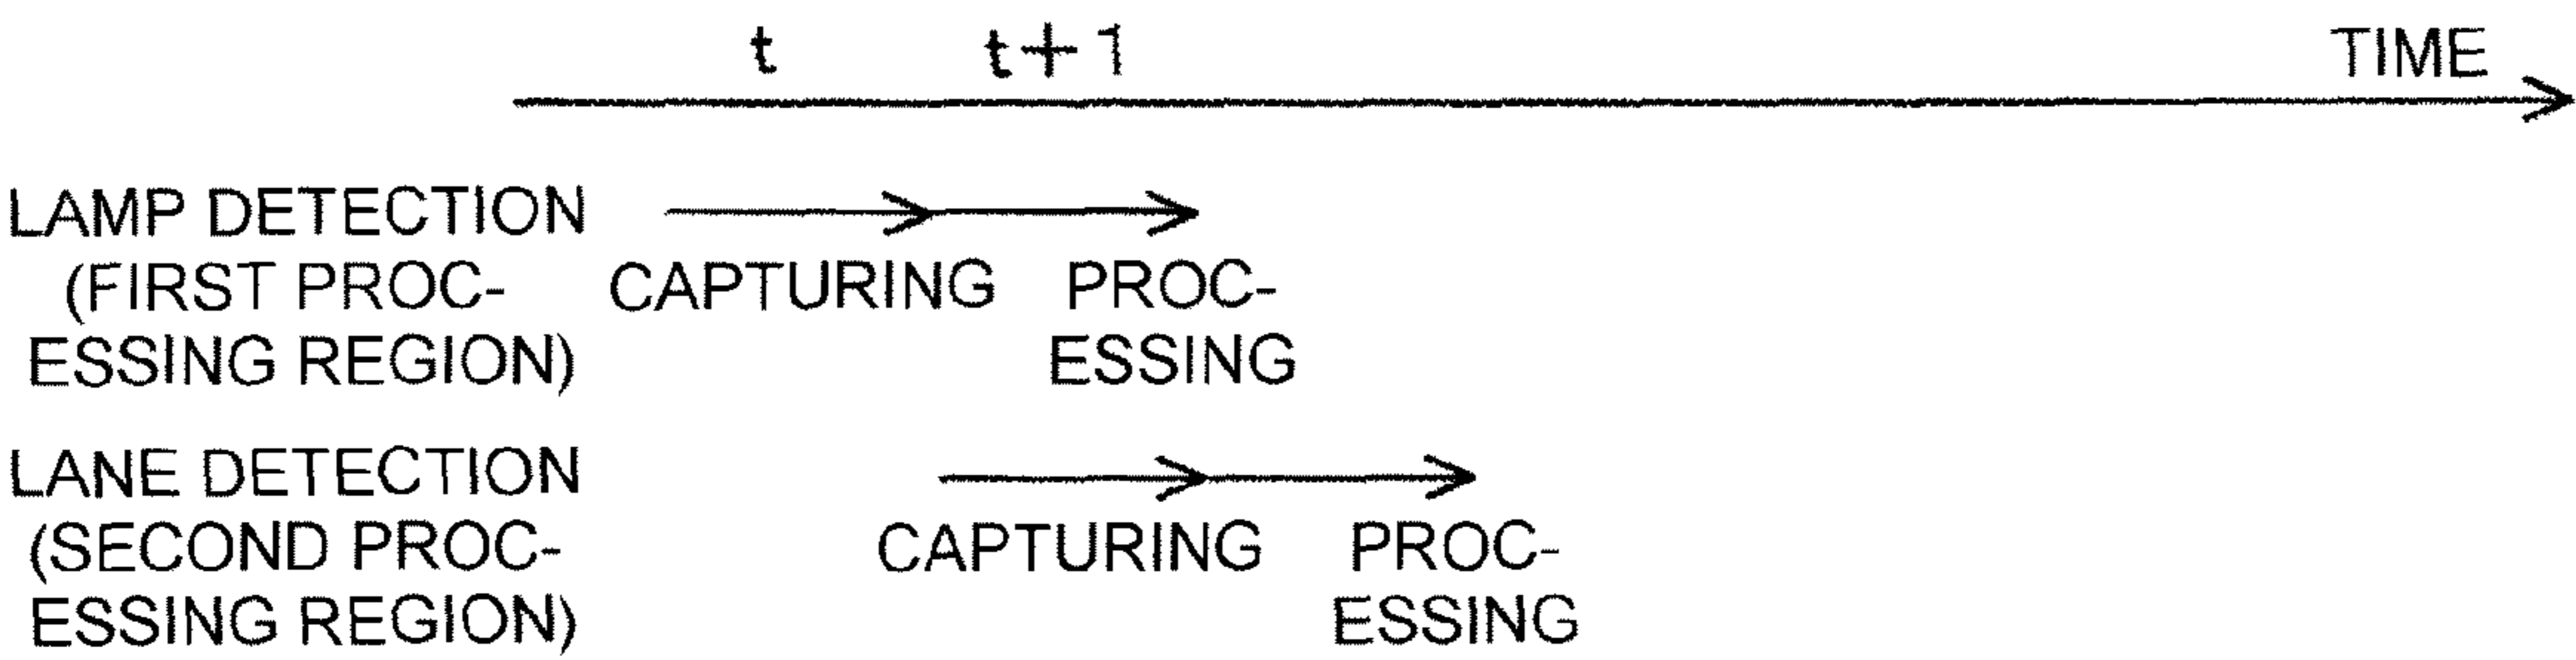 t t+1 TIME
LAMP DETECTION
(FIRST PROC-
ESSING REGION)
CAPTURING PROC-
ESSING
LANE DETECTION
(SECOND PROC-
ESSING REGION)
CAPTURING PROC-
ESSING